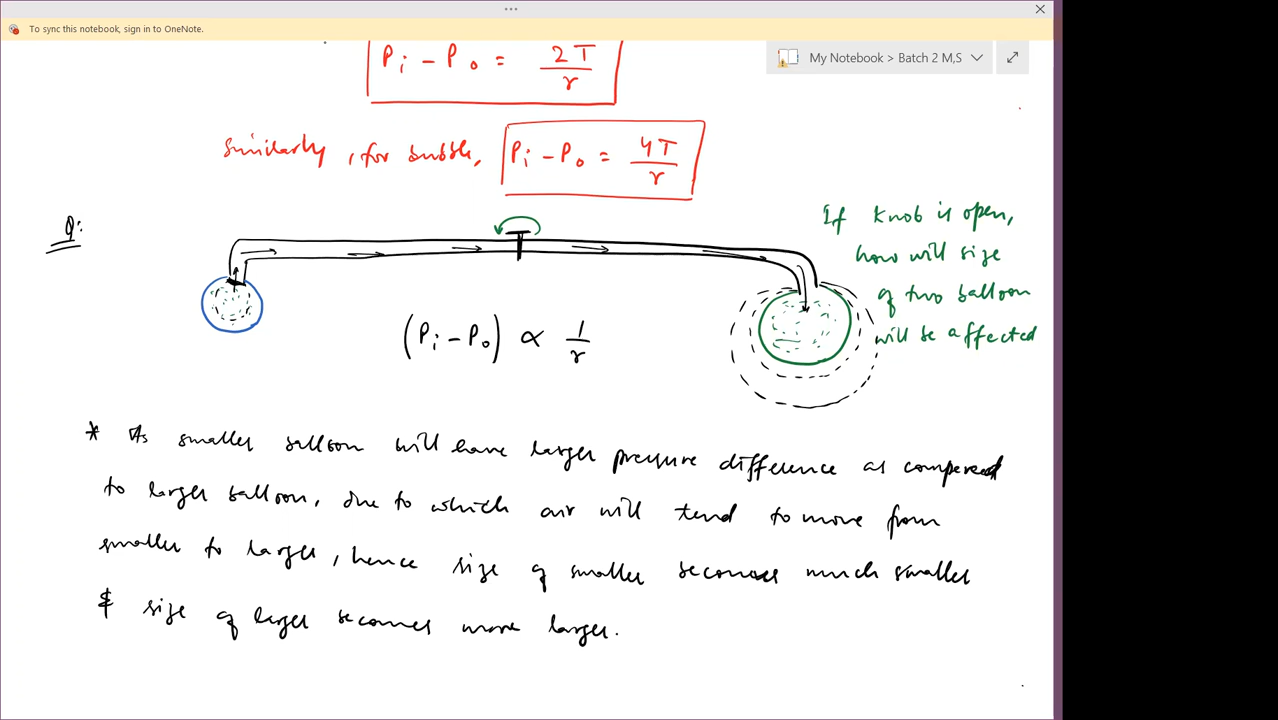 To sync this notebook, sign in to OneNote.
My Notebook > Batch 2 M,S
Pi - Po = 2T/r
Similarly, for bubble, Pi - Po = 4T/r
Q:
If knob is open,
how will size
of two balloon
will be affected
(Pi - Po) ∝ 1/r
* As smaller balloon will have larger pressure difference as compered
to larger balloon, due to which air will tend to move from
smaller to larger, hence size of smaller becomes much smaller
& size of larger becomes more larger.